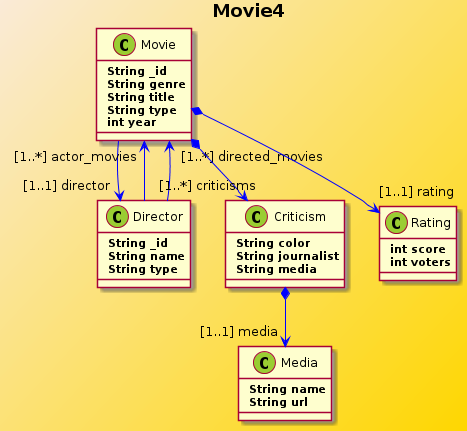 Movie4
C Movie
String _id
String genre
String title
String type
int year
[1..*] actor_movies
[1..*] directed_movies
[1..1] director
[1..*] criticisms
[1..1] rating
C Director
String _id
String name
String type
C Criticism
String color
String journalist
String media
C Rating
int score
int voters
[1..1] media
C Media
String name
String url